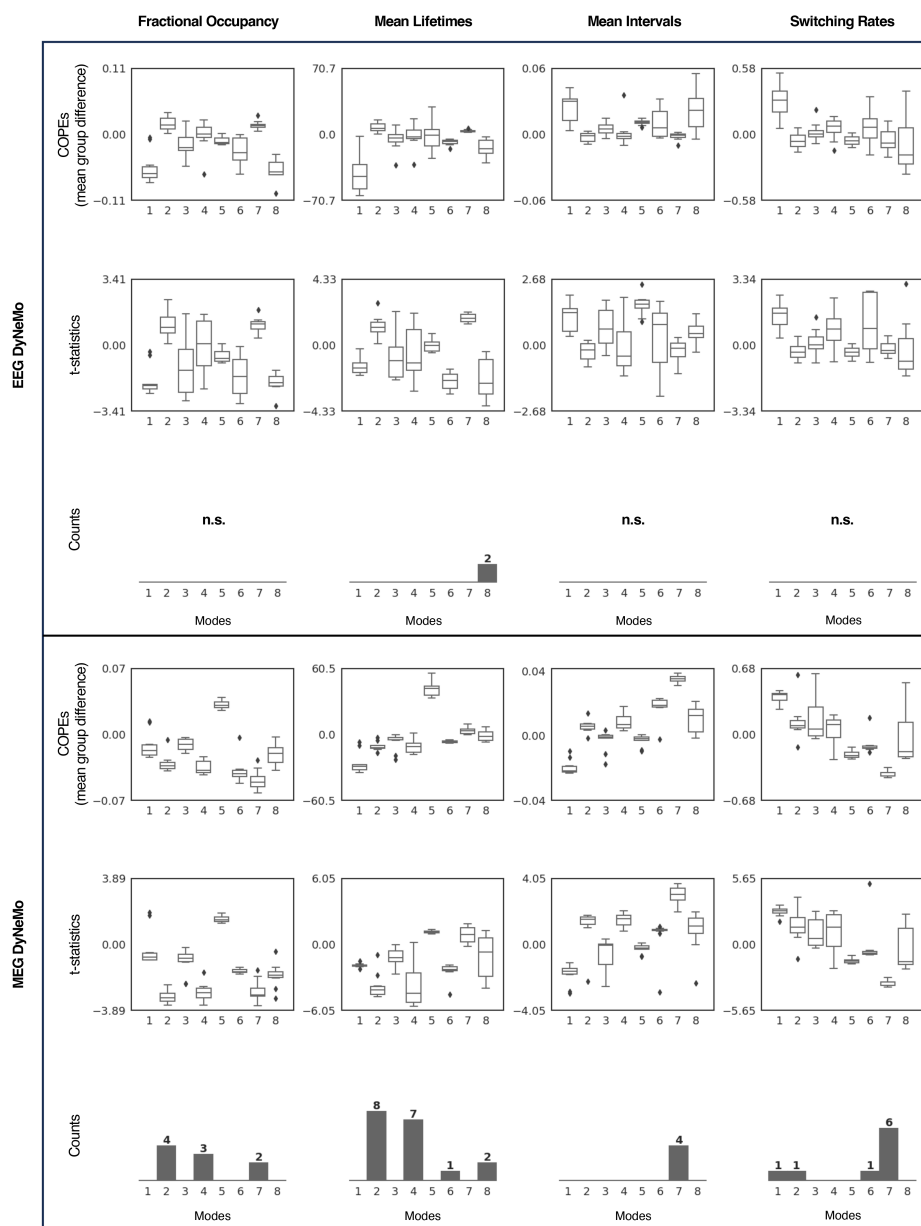 Fractional Occupancy Mean Lifetimes Mean Intervals Switching Rates
EEG DyNeMo
COPEs
(mean group difference)
0.11 70.7 0.06 0.58
0.00 0.0 0.00 0.00
−0.11 −70.7 −0.06 −0.58
1 2 3 4 5 6 7 8 1 2 3 4 5 6 7 8 1 2 3 4 5 6 7 8 1 2 3 4 5 6 7 8
t-statistics
3.41 4.33 2.68 3.34
0.00 0.00 0.00 0.00
−3.41 −4.33 −2.68 −3.34
1 2 3 4 5 6 7 8 1 2 3 4 5 6 7 8 1 2 3 4 5 6 7 8 1 2 3 4 5 6 7 8
Counts
n.s. n.s. n.s.
2
1 2 3 4 5 6 7 8 1 2 3 4 5 6 7 8 1 2 3 4 5 6 7 8 1 2 3 4 5 6 7 8
Modes Modes Modes Modes
MEG DyNeMo
COPEs
(mean group difference)
0.07 60.5 0.04 0.68
0.00 0.0 0.00 0.00
−0.07 −60.5 −0.04 −0.68
1 2 3 4 5 6 7 8 1 2 3 4 5 6 7 8 1 2 3 4 5 6 7 8 1 2 3 4 5 6 7 8
t-statistics
3.89 6.05 4.05 5.65
0.00 0.00 0.00 0.00
−3.89 −6.05 −4.05 −5.65
1 2 3 4 5 6 7 8 1 2 3 4 5 6 7 8 1 2 3 4 5 6 7 8 1 2 3 4 5 6 7 8
Counts
4 3 2 8 7 1 2 4 1 1 1 6
1 2 3 4 5 6 7 8 1 2 3 4 5 6 7 8 1 2 3 4 5 6 7 8 1 2 3 4 5 6 7 8
Modes Modes Modes Modes